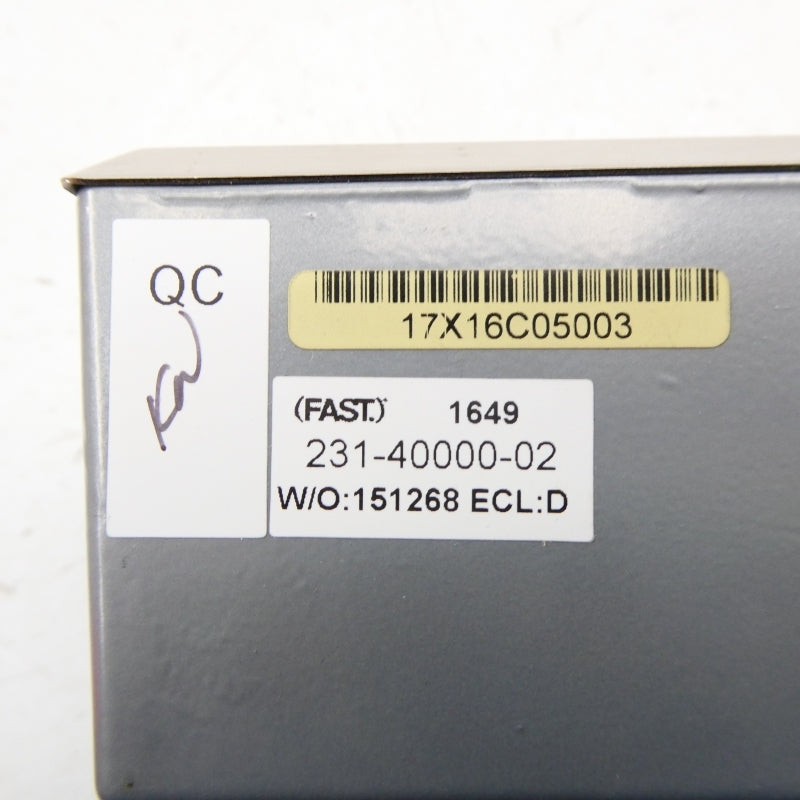 QC
17X16C05003
(FAST.) 1649
231-40000-02
W/O:151268 ECL:D